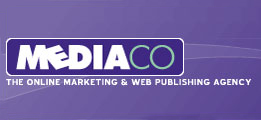 MEDIACO
THE ONLINE MARKETING & WEB PUBLISHING AGENCY